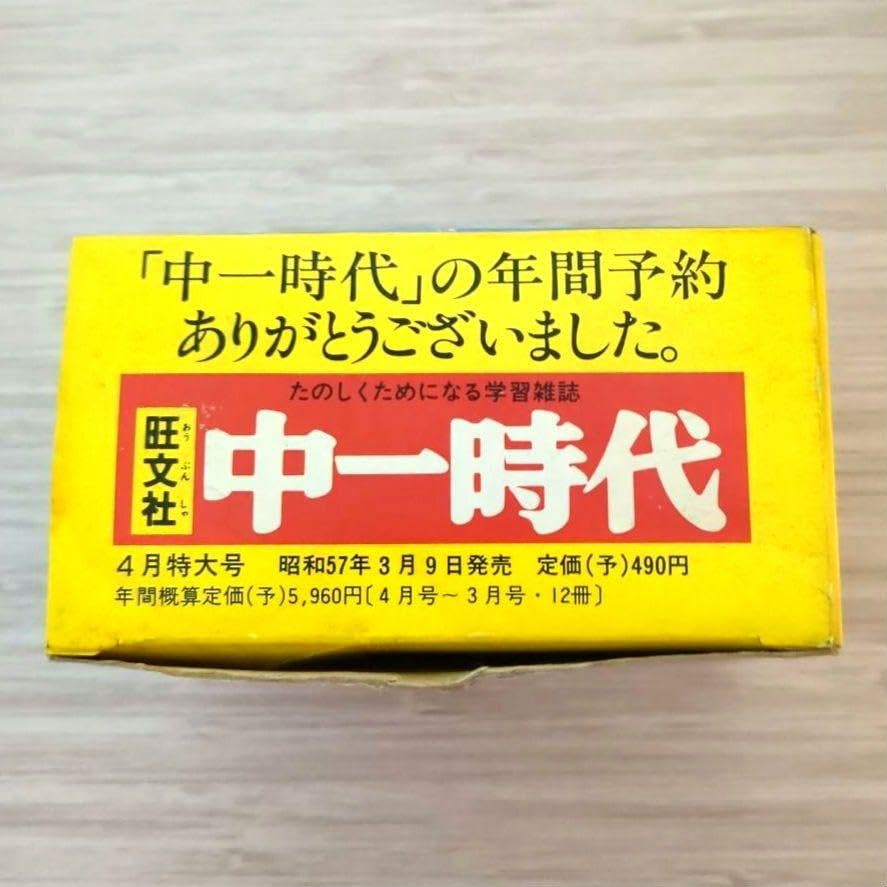 「中一時代」の年間予約
ありがとうございました。
たのしくためになる学習雑誌
旺文社
おうぶんしゃ
中一時代
4月特大号 昭和57年3月9日発売 定価(予)490円
年間概算定価(予)5,960円〔4月号～3月号・12冊〕